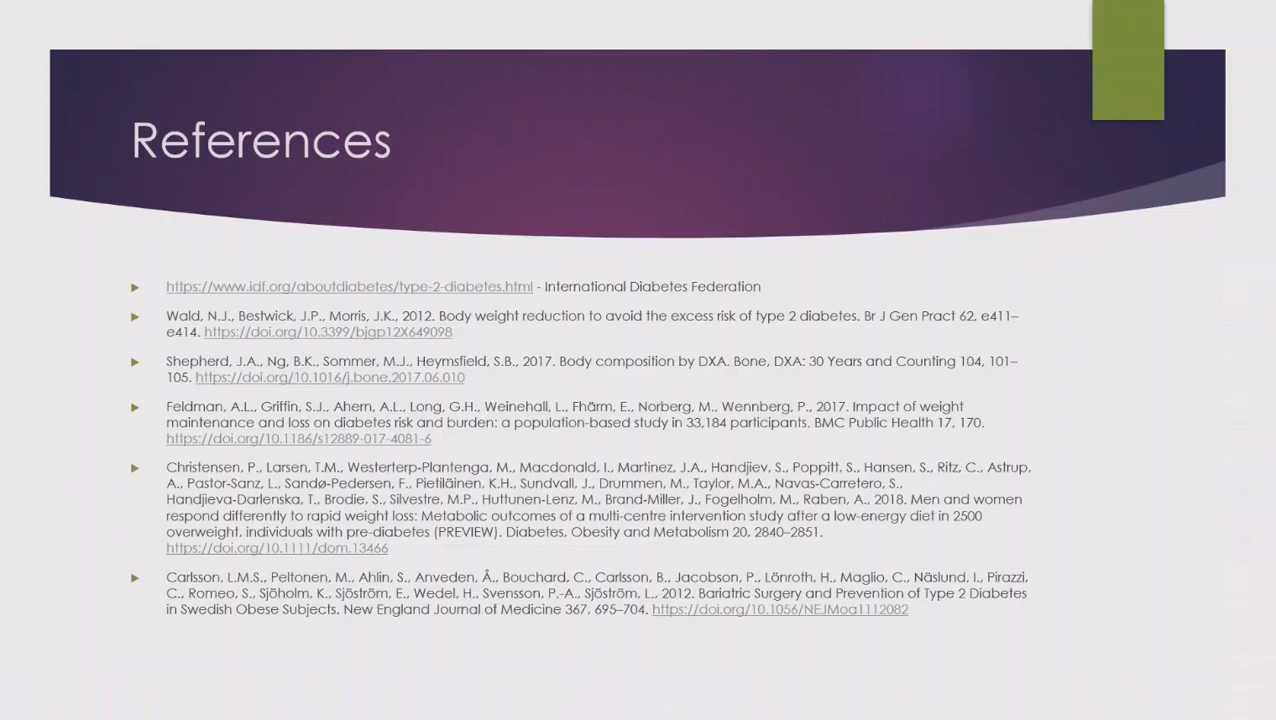 References
https://www.idf.org/aboutdiabetes/type-2-diabetes.html - International Diabetes Federation
Wald, N.J., Bestwick, J.P., Morris, J.K., 2012. Body weight reduction to avoid the excess risk of type 2 diabetes. Br J Gen Pract 62, e411–
e414. https://doi.org/10.3399/bjgp12X649098
Shepherd, J.A., Ng, B.K., Sommer, M.J., Heymsfield, S.B., 2017. Body composition by DXA. Bone, DXA: 30 Years and Counting 104, 101–
105. https://doi.org/10.1016/j.bone.2017.06.010
Feldman, A.L., Griffin, S.J., Ahern, A.L., Long, G.H., Weinehall, L., Fhärm, E., Norberg, M., Wennberg, P., 2017. Impact of weight
maintenance and loss on diabetes risk and burden: a population-based study in 33,184 participants. BMC Public Health 17, 170.
https://doi.org/10.1186/s12889-017-4081-6
Christensen, P., Larsen, T.M., Westerterp-Plantenga, M., Macdonald, I., Martinez, J.A., Handjiev, S., Poppitt, S., Hansen, S., Ritz, C., Astrup,
A., Pastor-Sanz, L., Sandø-Pedersen, F., Pietiläinen, K.H., Sundvall, J., Drummen, M., Taylor, M.A., Navas-Carretero, S.,
Handjieva-Darlenska, T., Brodie, S., Silvestre, M.P., Huttunen-Lenz, M., Brand-Miller, J., Fogelholm, M., Raben, A., 2018. Men and women
respond differently to rapid weight loss: Metabolic outcomes of a multi-centre intervention study after a low-energy diet in 2500
overweight, individuals with pre-diabetes (PREVIEW). Diabetes, Obesity and Metabolism 20, 2840–2851.
https://doi.org/10.1111/dom.13466
Carlsson, L.M.S., Peltonen, M., Ahlin, S., Anveden, Å., Bouchard, C., Carlsson, B., Jacobson, P., Lönroth, H., Maglio, C., Näslund, I., Pirazzi,
C., Romeo, S., Sjöholm, K., Sjöström, E., Wedel, H., Svensson, P.-A., Sjöström, L., 2012. Bariatric Surgery and Prevention of Type 2 Diabetes
in Swedish Obese Subjects. New England Journal of Medicine 367, 695–704. https://doi.org/10.1056/NEJMoa1112082